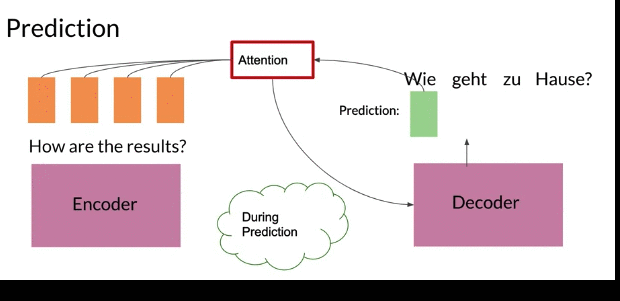 Prediction
Attention
Wie geht zu Hause?
Prediction:
How are the results?
Encoder
During
Prediction
Decoder